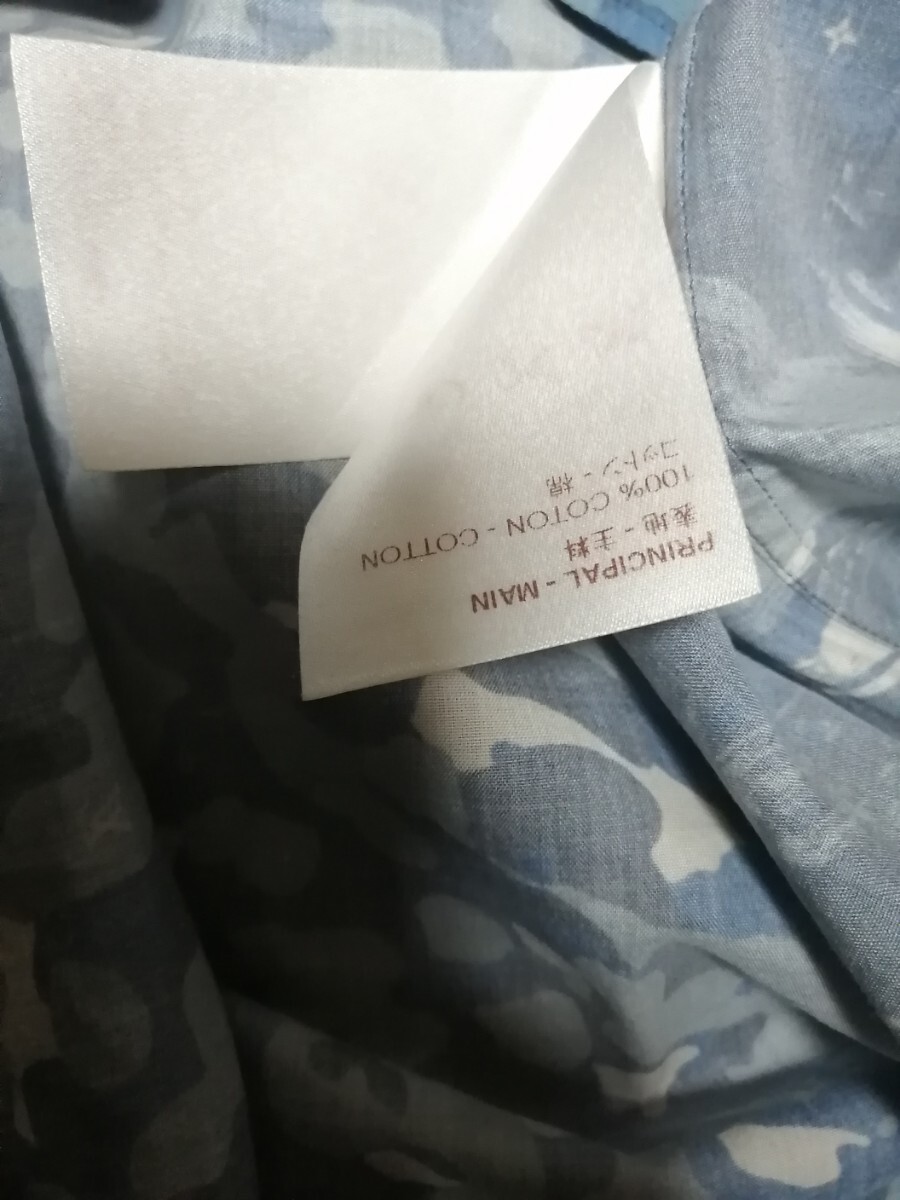 PRINCIPAL - MAIN
表地 - 主料
100% COTON - COTTON
コットン - 棉